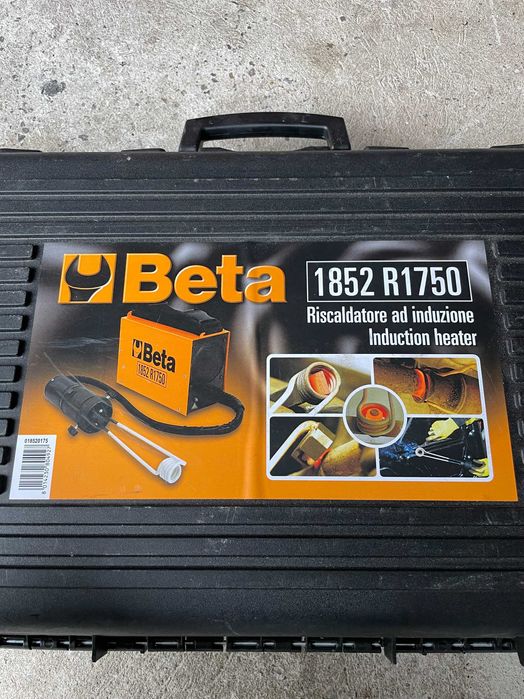 Beta
1852 R1750
Riscaldatore ad induzione
Induction heater
Beta
1852 R1750
018520175